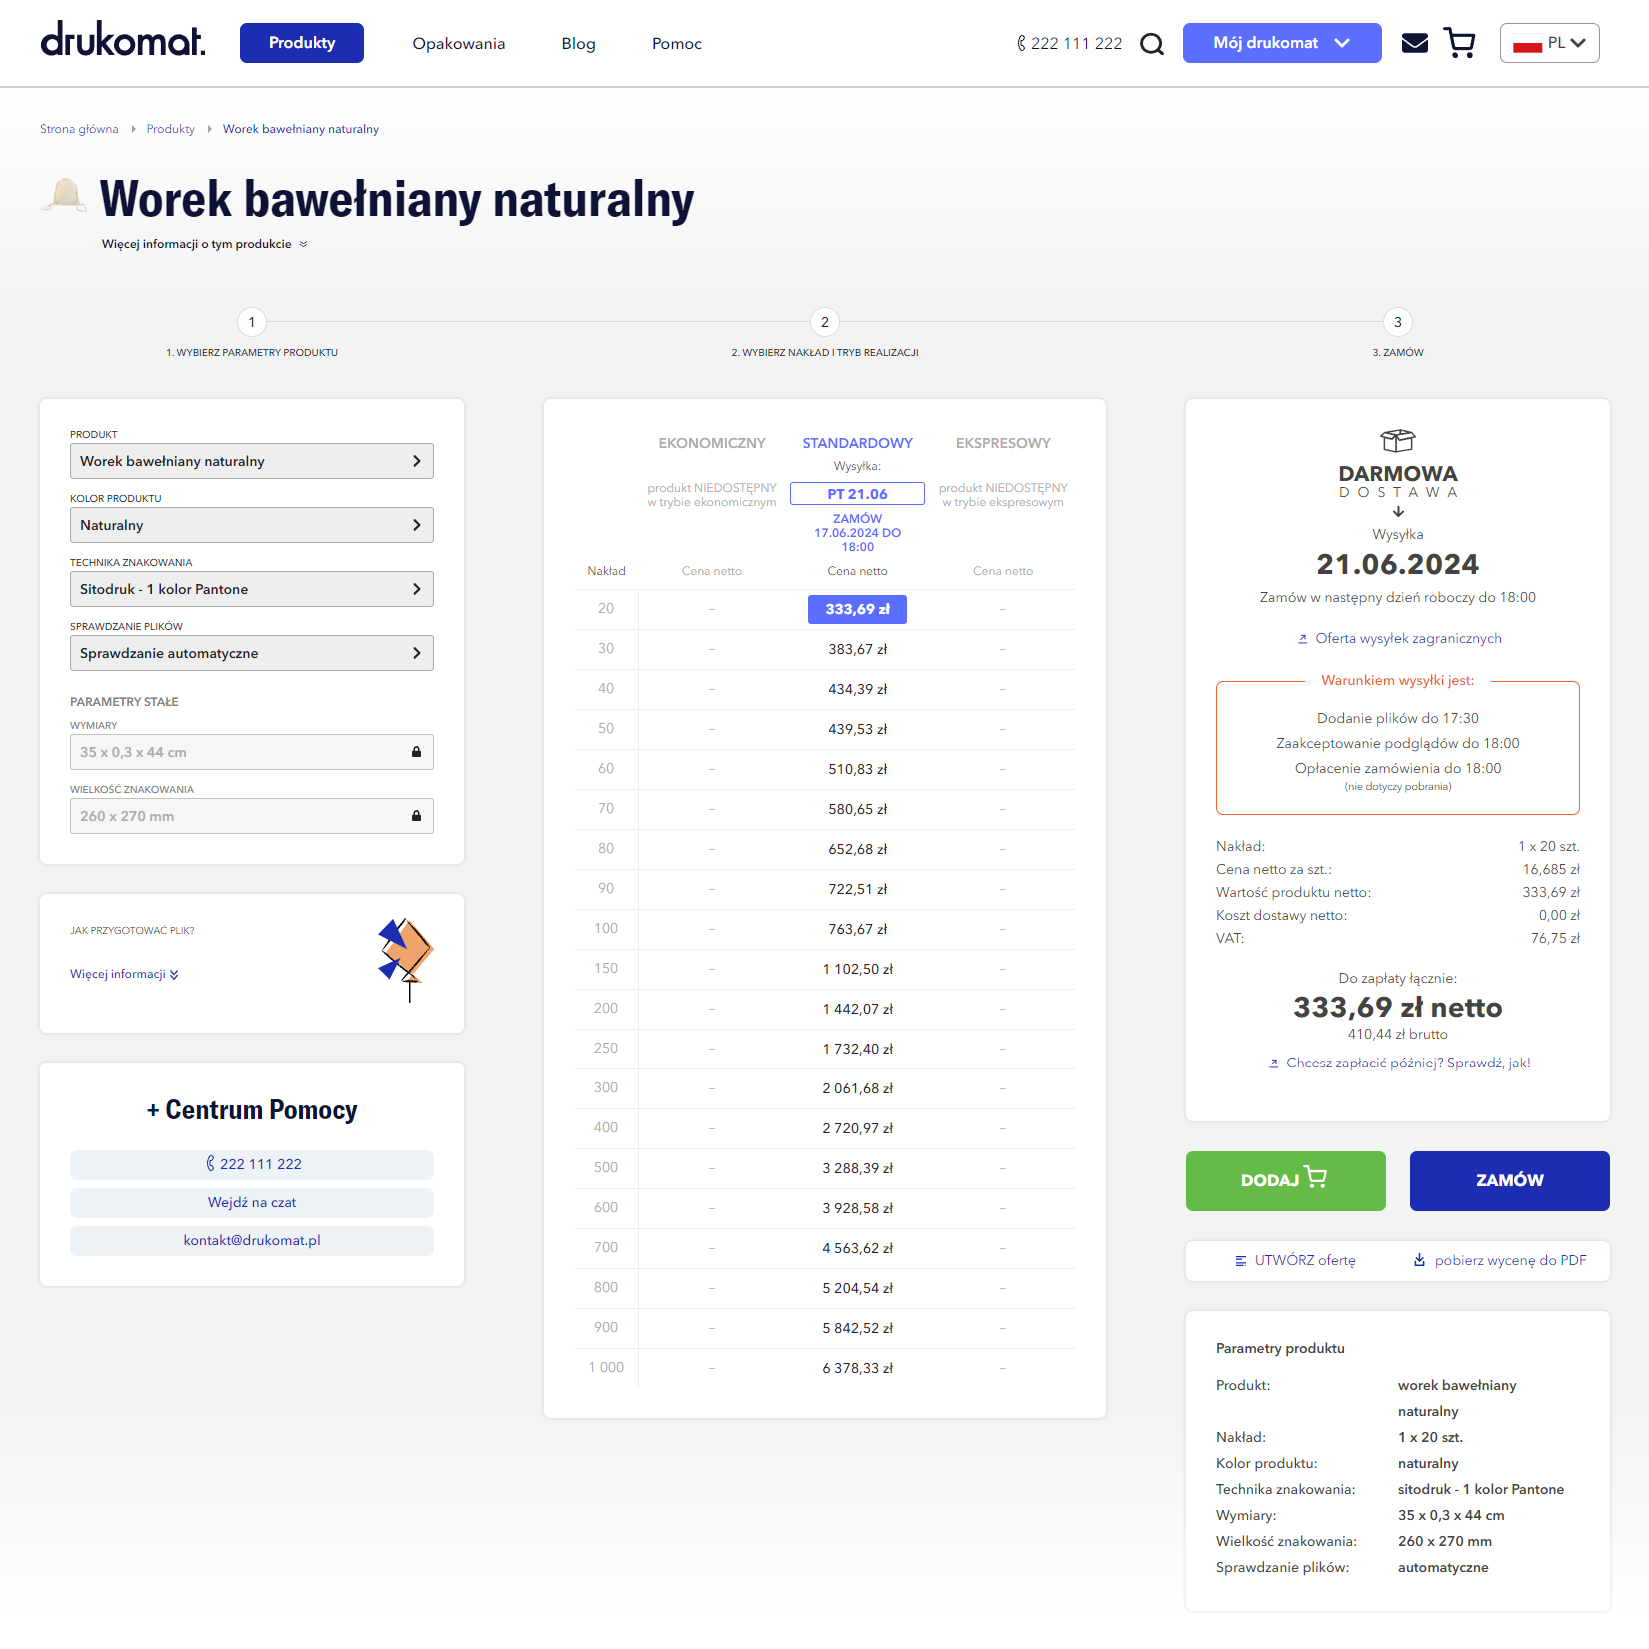 drukomat.
Produkty
Opakowania
Blog
Pomoc
222 111 222
Mój drukomat
PL
Strona główna
Produkty
Worek bawełniany naturalny
Worek bawełniany naturalny
Więcej informacji o tym produkcie
1
2
3
1. WYBIERZ PARAMETRY PRODUKTU
2. WYBIERZ NAKŁAD I TRYB REALIZACJI
3. ZAMÓW
PRODUKT
Worek bawełniany naturalny
KOLOR PRODUKTU
Naturalny
TECHNIKA ZNAKOWANIA
Sitodruk - 1 kolor Pantone
SPRAWDZANIE PLIKÓW
Sprawdzanie automatyczne
PARAMETRY STAŁE
WYMIARY
35 x 0,3 x 44 cm
WIELKOŚĆ ZNAKOWANIA
260 x 270 mm
JAK PRZYGOTOWAĆ PLIK?
Więcej informacji
+ Centrum Pomocy
222 111 222
Wejdź na czat
kontakt@drukomat.pl
EKONOMICZNY STANDARDOWY EKSPRESOWY
Wysyłka:
produkt NIEDOSTĘPNY w trybie ekonomicznym
PT 21.06
ZAMÓW
17.06.2024 DO
18:00
produkt NIEDOSTĘPNY w trybie ekspresowym
Nakład Cena netto Cena netto Cena netto
20 – 333,69 zł –
30 – 383,67 zł –
40 – 434,39 zł –
50 – 439,53 zł –
60 – 510,83 zł –
70 – 580,65 zł –
80 – 652,68 zł –
90 – 722,51 zł –
100 – 763,67 zł –
150 – 1 102,50 zł –
200 – 1 442,07 zł –
250 – 1 732,40 zł –
300 – 2 061,68 zł –
400 – 2 720,97 zł –
500 – 3 288,39 zł –
600 – 3 928,58 zł –
700 – 4 563,62 zł –
800 – 5 204,54 zł –
900 – 5 842,52 zł –
1 000 – 6 378,33 zł –
DARMOWA
DOSTAWA
Wysyłka
21.06.2024
Zamów w następny dzień roboczy do 18:00
Oferta wysyłek zagranicznych
Warunkiem wysyłki jest:
Dodanie plików do 17:30
Zaakceptowanie podglądów do 18:00
Opłacenie zamówienia do 18:00
(nie dotyczy pobrania)
Nakład: 1 x 20 szt.
Cena netto za szt.: 16,685 zł
Wartość produktu netto: 333,69 zł
Koszt dostawy netto: 0,00 zł
VAT: 76,75 zł
Do zapłaty łącznie:
333,69 zł netto
410,44 zł brutto
Chcesz zapłacić później? Sprawdź, jak!
DODAJ
ZAMÓW
UTWÓRZ ofertę
pobierz wycenę do PDF
Parametry produktu
Produkt: worek bawełniany
naturalny
Nakład: 1 x 20 szt.
Kolor produktu: naturalny
Technika znakowania: sitodruk - 1 kolor Pantone
Wymiary: 35 x 0,3 x 44 cm
Wielkość znakowania: 260 x 270 mm
Sprawdzanie plików: automatyczne